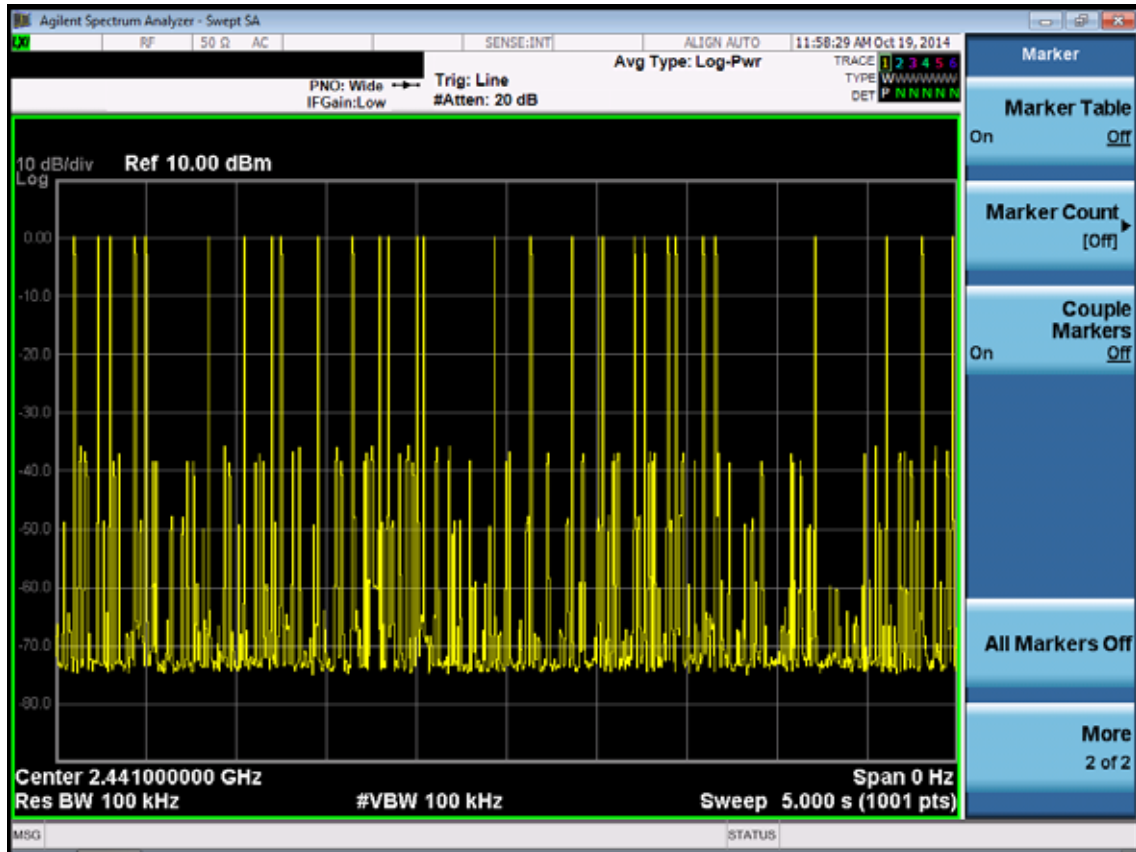 Agilent Spectrum Analyzer - Swept SA
LXI RF 50 Ω AC SENSE:INT ALIGN AUTO 11:58:29 AM Oct 19, 2014
PNO: Wide
IFGain:Low
Trig: Line
#Atten: 20 dB
Avg Type: Log-Pwr
TRACE 1 2 3 4 5 6
TYPE WWWWWW
DET P N N N N N
10 dB/div
Log
Ref 10.00 dBm
0.00
-10.0
-20.0
-30.0
-40.0
-50.0
-60.0
-70.0
-80.0
Center 2.441000000 GHz
Res BW 100 kHz
#VBW 100 kHz
Span 0 Hz
Sweep 5.000 s (1001 pts)
MSG
STATUS
Marker
Marker Table
On Off
Marker Count
[Off]
Couple
Markers
On Off
All Markers Off
More
2 of 2